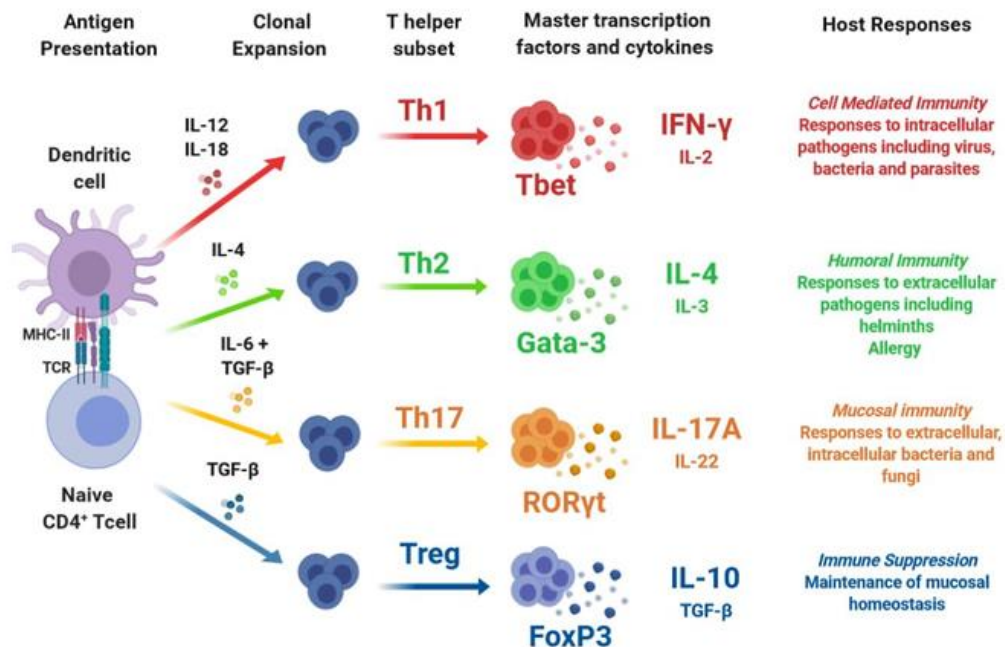 Antigen
Presentation
Clonal
Expansion
T helper
subset
Master transcription
factors and cytokines
Host Responses
Dendritic
cell
MHC-II
TCR
Naive
CD4⁺ Tcell
IL-12
IL-18
Th1
Tbet
IFN-γ
IL-2
Cell Mediated Immunity
Responses to intracellular
pathogens including virus,
bacteria and parasites
IL-4
Th2
Gata-3
IL-4
IL-3
Humoral Immunity
Responses to extracellular
pathogens including
helminths
Allergy
IL-6 +
TGF-β
Th17
RORγt
IL-17A
IL-22
Mucosal immunity
Responses to extracellular,
intracellular bacteria and
fungi
TGF-β
Treg
FoxP3
IL-10
TGF-β
Immune Suppression
Maintenance of mucosal
homeostasis